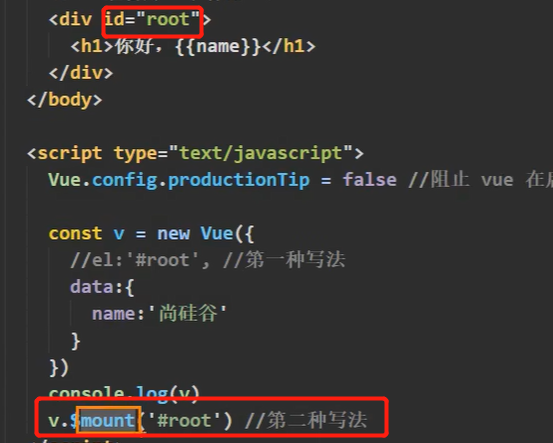 <div id="root">
<h1>你好，{{name}}</h1>
</div>
</body>
<script type="text/javascript">
Vue.config.productionTip = false //阻止 vue 在
const v = new Vue({
//el:'#root', //第一种写法
data:{
name:'尚硅谷'
}
})
console.log(v)
v.$mount('#root') //第二种写法